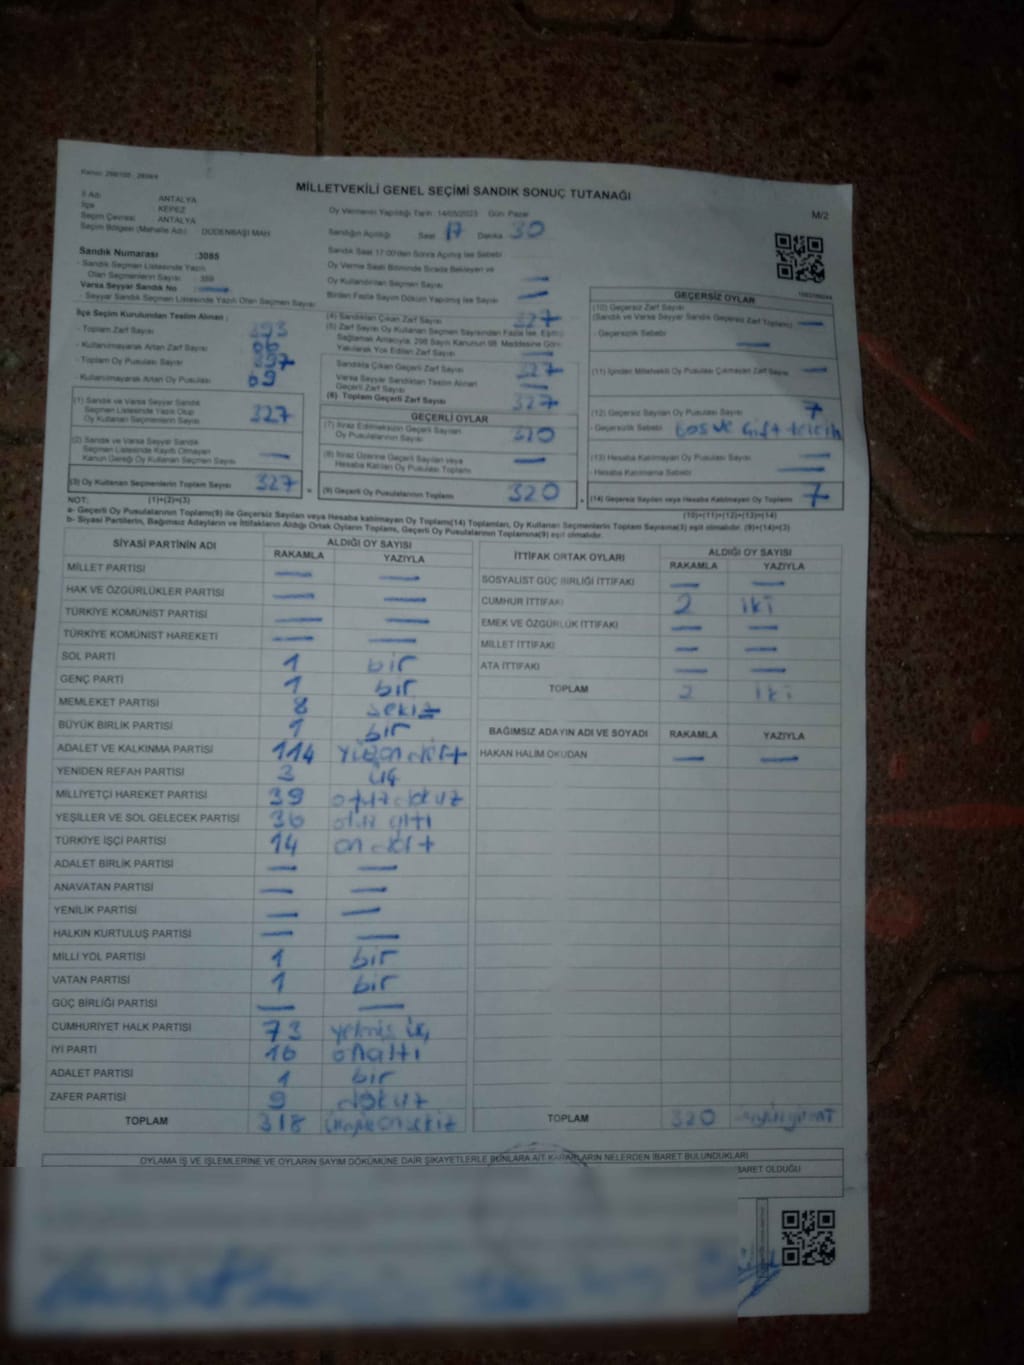 MİLLETVEKİLİ GENEL SEÇİMİ SANDIK SONUÇ TUTANAĞI
M/2
İl Adı ANTALYA
İlçe KEPEZ
Seçim Çevresi ANTALYA
Seçim Bölgesi (Mahalle Adı) DÜDENBAŞI MAH
Oy Vermenin Yapıldığı Tarih :14/05/2023 Gün: Pazar
Sandığın Açıldığı Saat 17 Dakika 30
Sandık Numarası :3085
- Sandık Seçmen Listesinde Yazılı
Olan Seçmenlerin Sayısı
Varsa Seyyar Sandık No : —
Seyyar Sandık Seçmen Listesinde Yazılı Olan Seçmen Sayısı
Sandık Saat 17:00'den Sonra Açılmış İse Sebebi
Oy Verme Saati Bitiminde Sırada Bekleyen ve
Oy Kullandırılan Seçmen Sayısı —
Birden Fazla Sayım Döküm Yapılmış İse Sayısı —
İlçe Seçim Kurulundan Teslim Alınan :
- Toplam Zarf Sayısı 393
- Kullanılmayarak Artan Zarf Sayısı 66
- Toplam Oy Pusulası Sayısı
- Kullanılmayarak Artan Oy Pusulası 69
(1) Sandık ve Varsa Seyyar Sandık
Seçmen Listesinde Yazılı Olup
Oy Kullanan Seçmenlerin Sayısı 327
(2) Sandık ve Varsa Seyyar Sandık
Seçmen Listesinde Kayıtlı Olmayan
Kanun Gereği Oy Kullanan Seçmen Sayısı —
(3) Oy Kullanan Seçmenlerin Toplam Sayısı 327
(4) Sandıktan Çıkan Zarf Sayısı 327
(5) Zarf Sayısı Oy Kullanan Seçmen Sayısından Fazla İse, Eşitliği
Sağlamak Amacıyla, 298 Sayılı Kanunun 98. Maddesine Göre
Yakılarak Yok Edilen Zarf Sayısı —
Sandıkta Çıkan Geçerli Zarf Sayısı 327
Varsa Seyyar Sandıktan Teslim Alınan
Geçerli Zarf Sayısı —
(6) Toplam Geçerli Zarf Sayısı 327
GEÇERLİ OYLAR
(7) İtiraz Edilmeksizin Geçerli Sayılan
Oy Pusulalarının Sayısı
(8) İtiraz Üzerine Geçerli Sayılan veya
Hesaba Katılan Oy Pusulası Toplamı —
(9) Geçerli Oy Pusulalarının Toplamı 320
GEÇERSİZ OYLAR
(10) Geçersiz Zarf Sayısı
(Sandık ve Varsa Seyyar Sandık Geçersiz Zarf Toplamı) —
- Geçersizlik Sebebi —
(11) İçinden Milletvekili Oy Pusulası Çıkmayan Zarf Sayısı —
(12) Geçersiz Sayılan Oy Pusulası Sayısı 7
- Geçersizlik Sebebi boş ve çift tercih
(13) Hesaba Katılmayan Oy Pusulası Sayısı —
- Hesaba Katılmama Sebebi —
(14) Geçersiz Sayılan veya Hesaba Katılmayan Oy Toplamı 7
NOT: (1)+(2)=(3)
(10)+(11)+(12)+(13)=(14)
a- Geçerli Oy Pusulalarının Toplamı(9) ile Geçersiz Sayılan veya Hesaba katılmayan Oy Toplamı(14) Toplamları, Oy Kullanan Seçmenlerin Toplam Sayısına(3) eşit olmalıdır. (9)+(14)=(3)
b- Siyasi Partilerin, Bağımsız Adayların ve İttifakların Aldığı Ortak Oyların Toplamı, Geçerli Oy Pusulalarının Toplamına(9) eşit olmalıdır.
SİYASİ PARTİNİN ADI ALDIĞI OY SAYISI
RAKAMLA YAZIYLA
MİLLET PARTİSİ — —
HAK VE ÖZGÜRLÜKLER PARTİSİ — —
TÜRKİYE KOMÜNİST PARTİSİ — —
TÜRKİYE KOMÜNİST HAREKETİ — —
SOL PARTİ 1 bir
GENÇ PARTİ 1 bir
MEMLEKET PARTİSİ 8 sekiz
BÜYÜK BİRLİK PARTİSİ 1 bir
ADALET VE KALKINMA PARTİSİ 114 yüzondört
YENİDEN REFAH PARTİSİ 3 üç
MİLLİYETÇİ HAREKET PARTİSİ 39 otuz dokuz
YEŞİLLER VE SOL GELECEK PARTİSİ 36 otuz altı
TÜRKİYE İŞÇİ PARTİSİ 14 on dört
ADALET BİRLİK PARTİSİ — —
ANAVATAN PARTİSİ — —
YENİLİK PARTİSİ — —
HALKIN KURTULUŞ PARTİSİ — —
MİLLİ YOL PARTİSİ 1 bir
VATAN PARTİSİ 1 bir
GÜÇ BİRLİĞİ PARTİSİ — —
CUMHURİYET HALK PARTİSİ 73 yetmiş üç
İYİ PARTİ 16 onaltı
ADALET PARTİSİ 1 bir
ZAFER PARTİSİ 9 dokuz
TOPLAM 318 üçyüzonsekiz
İTTİFAK ORTAK OYLARI ALDIĞI OY SAYISI
RAKAMLA YAZIYLA
SOSYALİST GÜÇ BİRLİĞİ İTTİFAKI — —
CUMHUR İTTİFAKI 2 iki
EMEK VE ÖZGÜRLÜK İTTİFAKI — —
MİLLET İTTİFAKI — —
ATA İTTİFAKI — —
TOPLAM 2 iki
BAĞIMSIZ ADAYIN ADI VE SOYADI RAKAMLA YAZIYLA
HAKAN HALİM OKUDAN — —
TOPLAM 320
OYLAMA İŞ VE İŞLEMLERİNE VE OYLARIN SAYIM DÖKÜMÜNE DAİR ŞİKAYETLERLE BUNLARA AİT KARARLARIN NELERDEN İBARET BULUNDUKLARI
BARET OLDUĞU